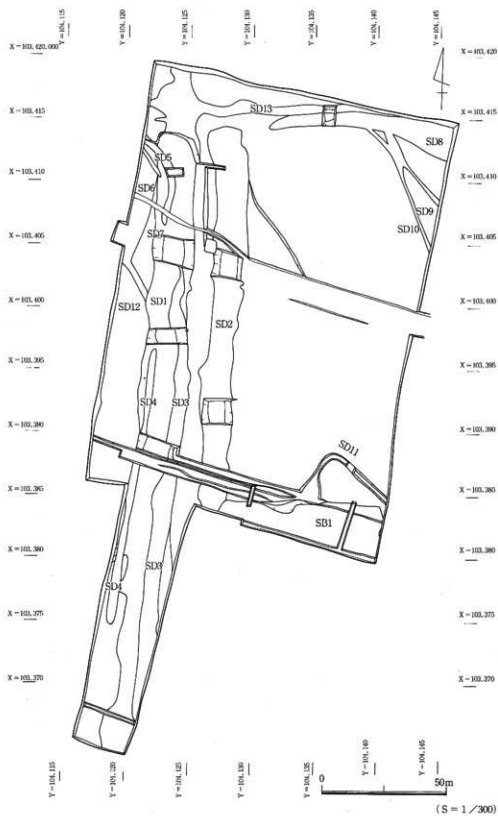 Y=104.115
Y=104.120
Y=104.125
Y−104.130
Y=104.135
Y=104.140
Y=104.145
X−103.420.000
X−103.420
X−103.415
X−103.415
X−103.410
X−103.410
X−103.405
X−103.405
X−103.400
X−103.400
X−103.395
X−103.395
X−103.390
X−103.390
X=103.385
X−103.385
X−103.380
X−103.380
X=103.375
X−103.375
X=103.370
X−103.370
SD13
SD8
SD5
SD6
SD9
SD10
SD7
SD12
SD1
SD2
SD4
SD3
SD11
SB1
SD3
SD4
Y=104.115
Y−104.120
Y=104.125
Y−104.130
Y=104.135
Y−104.140
Y−104.145
0
50m
(S = 1／300)